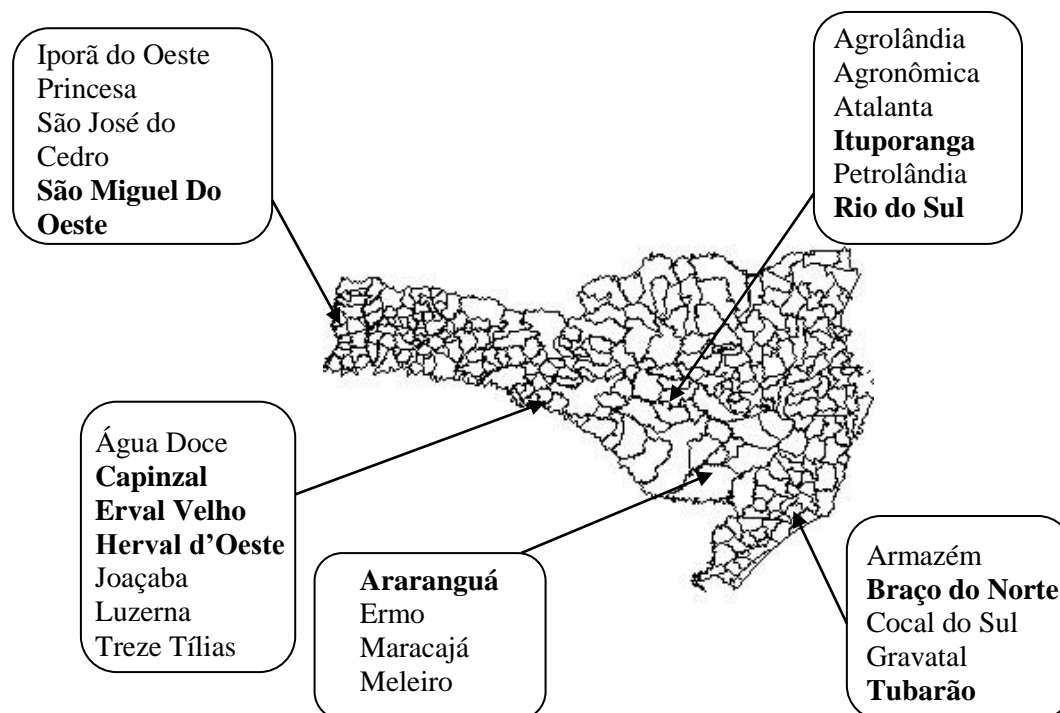 Iporã do Oeste
Princesa
São José do
Cedro
São Miguel Do
Oeste
Agrolândia
Agronômica
Atalanta
Ituporanga
Petrolândia
Rio do Sul
Água Doce
Capinzal
Erval Velho
Herval d’Oeste
Joaçaba
Luzerna
Treze Tílias
Araranguá
Ermo
Maracajá
Meleiro
Armazém
Braço do Norte
Cocal do Sul
Gravatal
Tubarão